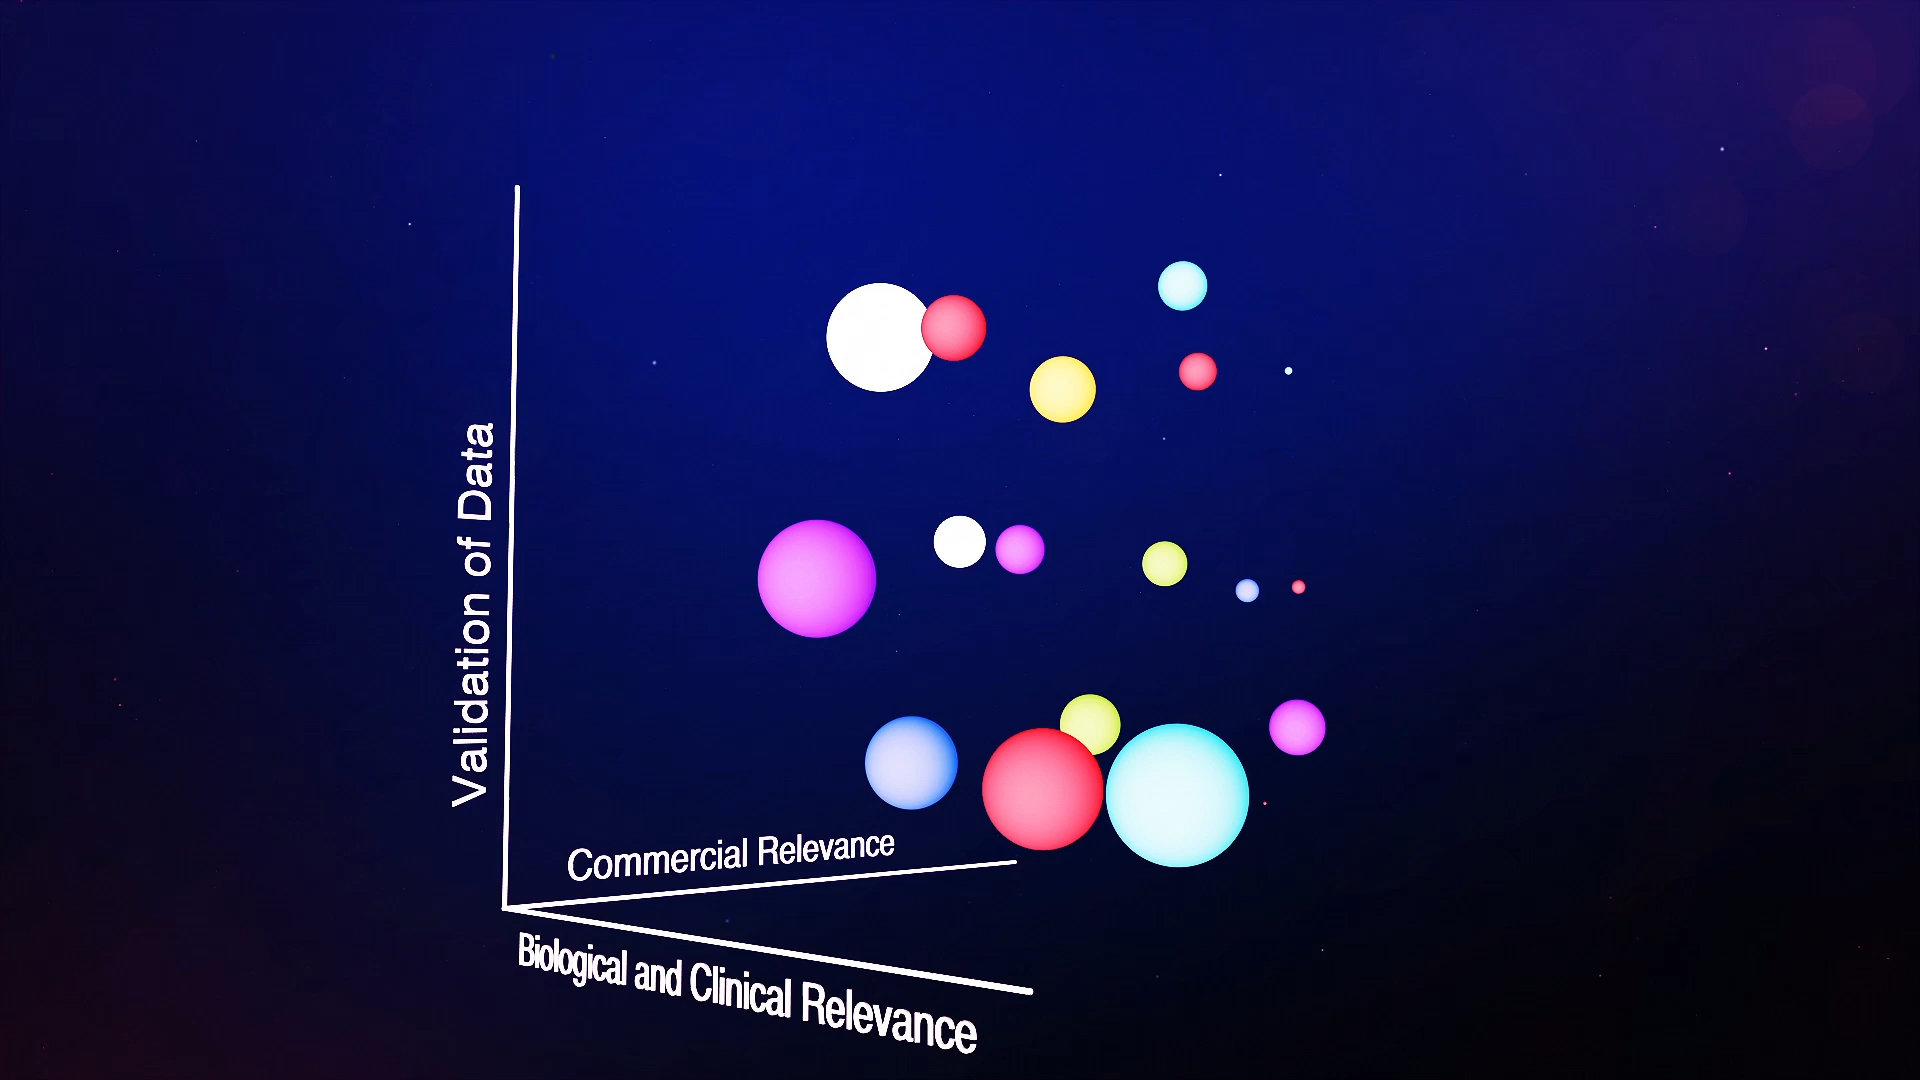 Validation of Data
Commercial Relevance
Biological and Clinical Relevance